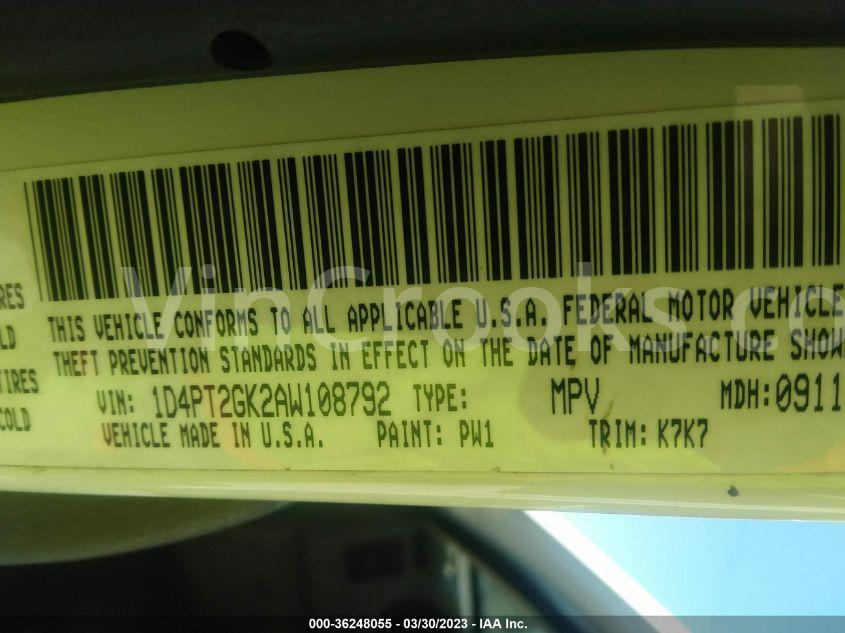 RES
LD
TIRES
COLD
THIS VEHICLE CONFORMS TO ALL APPLICABLE U.S.A. FEDERAL MOTOR VEHICLE
THEFT PREVENTION STANDARDS IN EFFECT ON THE DATE OF MANUFACTURE SHOW
VIN: 1D4PT2GK2AW108792 TYPE: MPV MDH:0911
VEHICLE MADE IN U.S.A. PAINT: PW1 TRIM: K7K7
VinCrooks.co
000-36248055 — 03/30/2023 — IAA Inc.